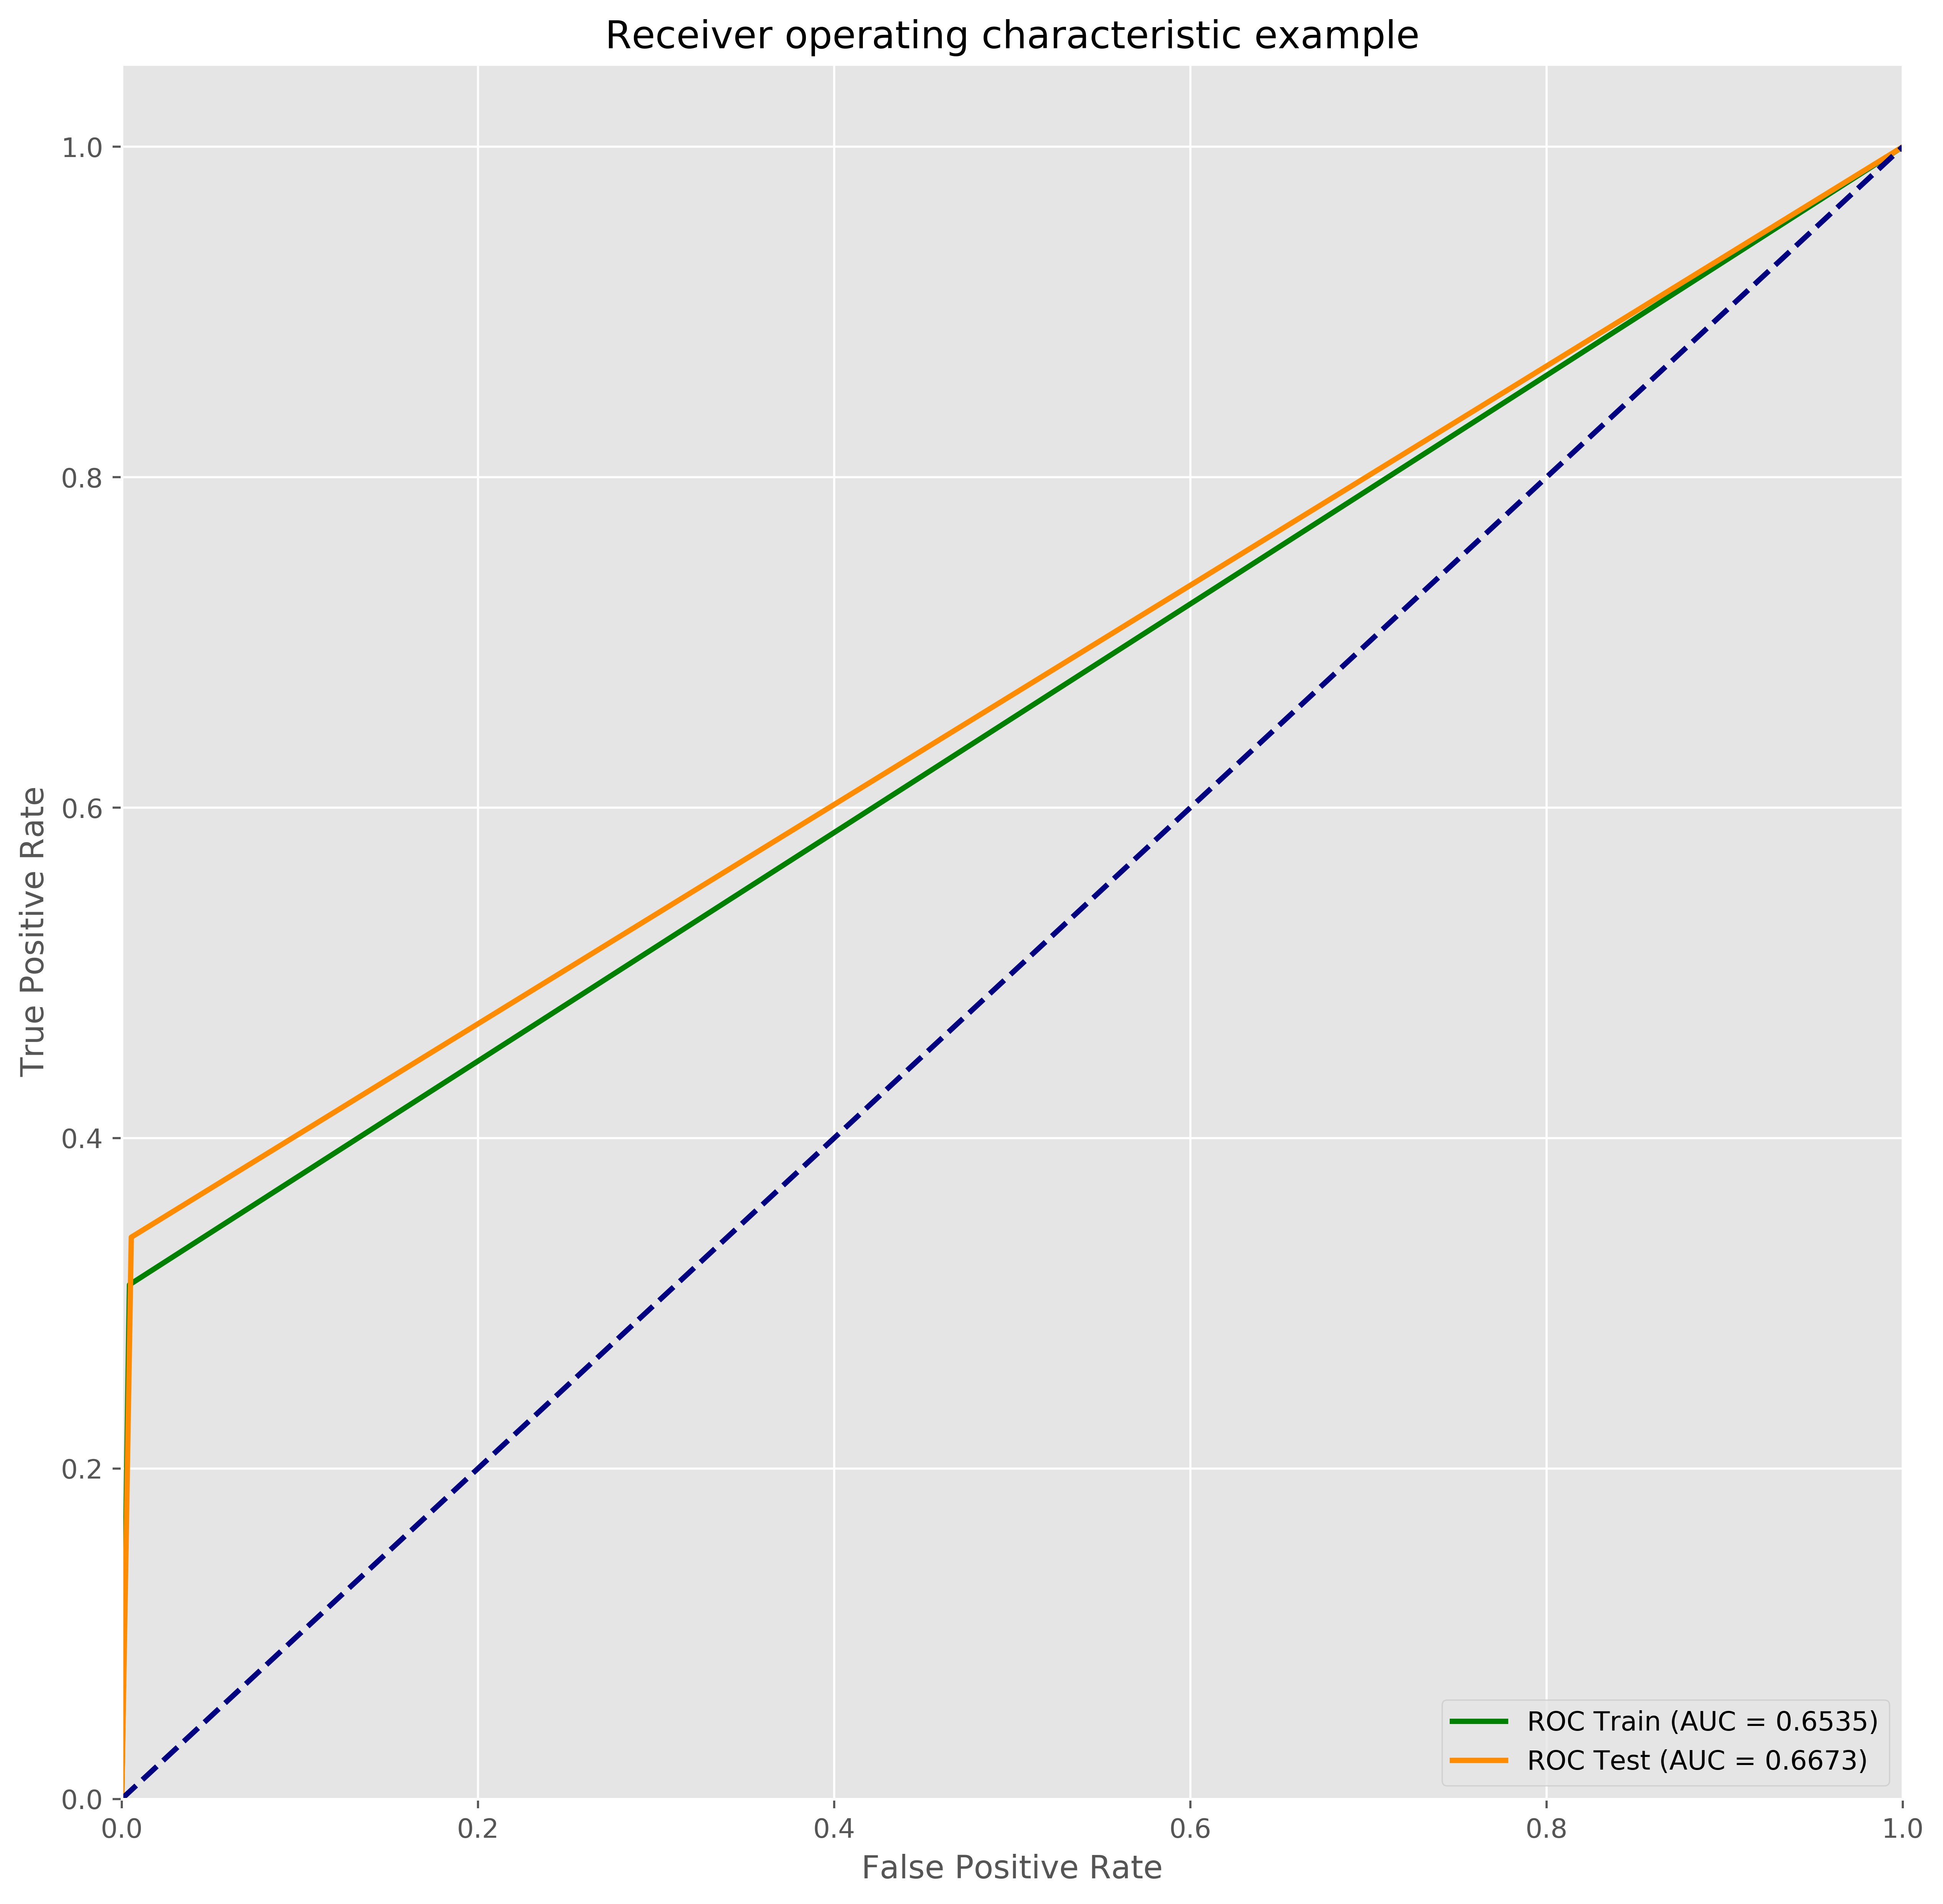 Receiver operating characteristic example
1.0
0.8
0.6
0.4
0.2
0.0
True Positive Rate
0.0 0.2 0.4 0.6 0.8 1.0
False Positive Rate
ROC Train (AUC = 0.6535)
ROC Test (AUC = 0.6673)